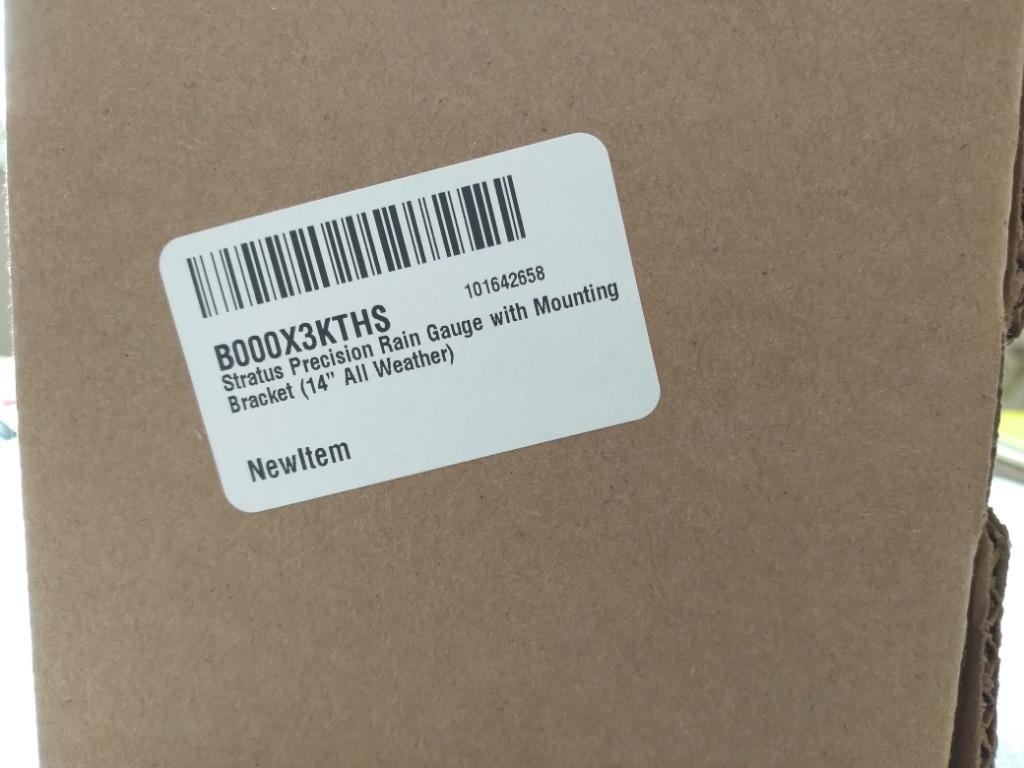 101642658
B000X3KTHS
Stratus Precision Rain Gauge with Mounting
Bracket (14" All Weather)
NewItem